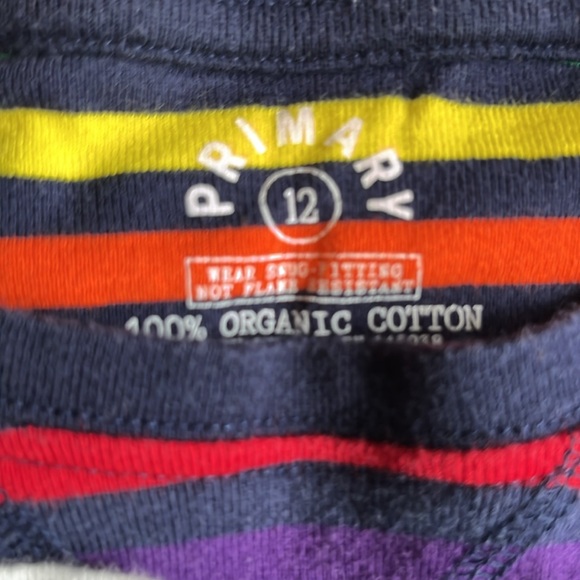 PRIMARY
12
WEAR SNUG-FITTING
NOT FLAME RESISTANT
100% ORGANIC COTTON